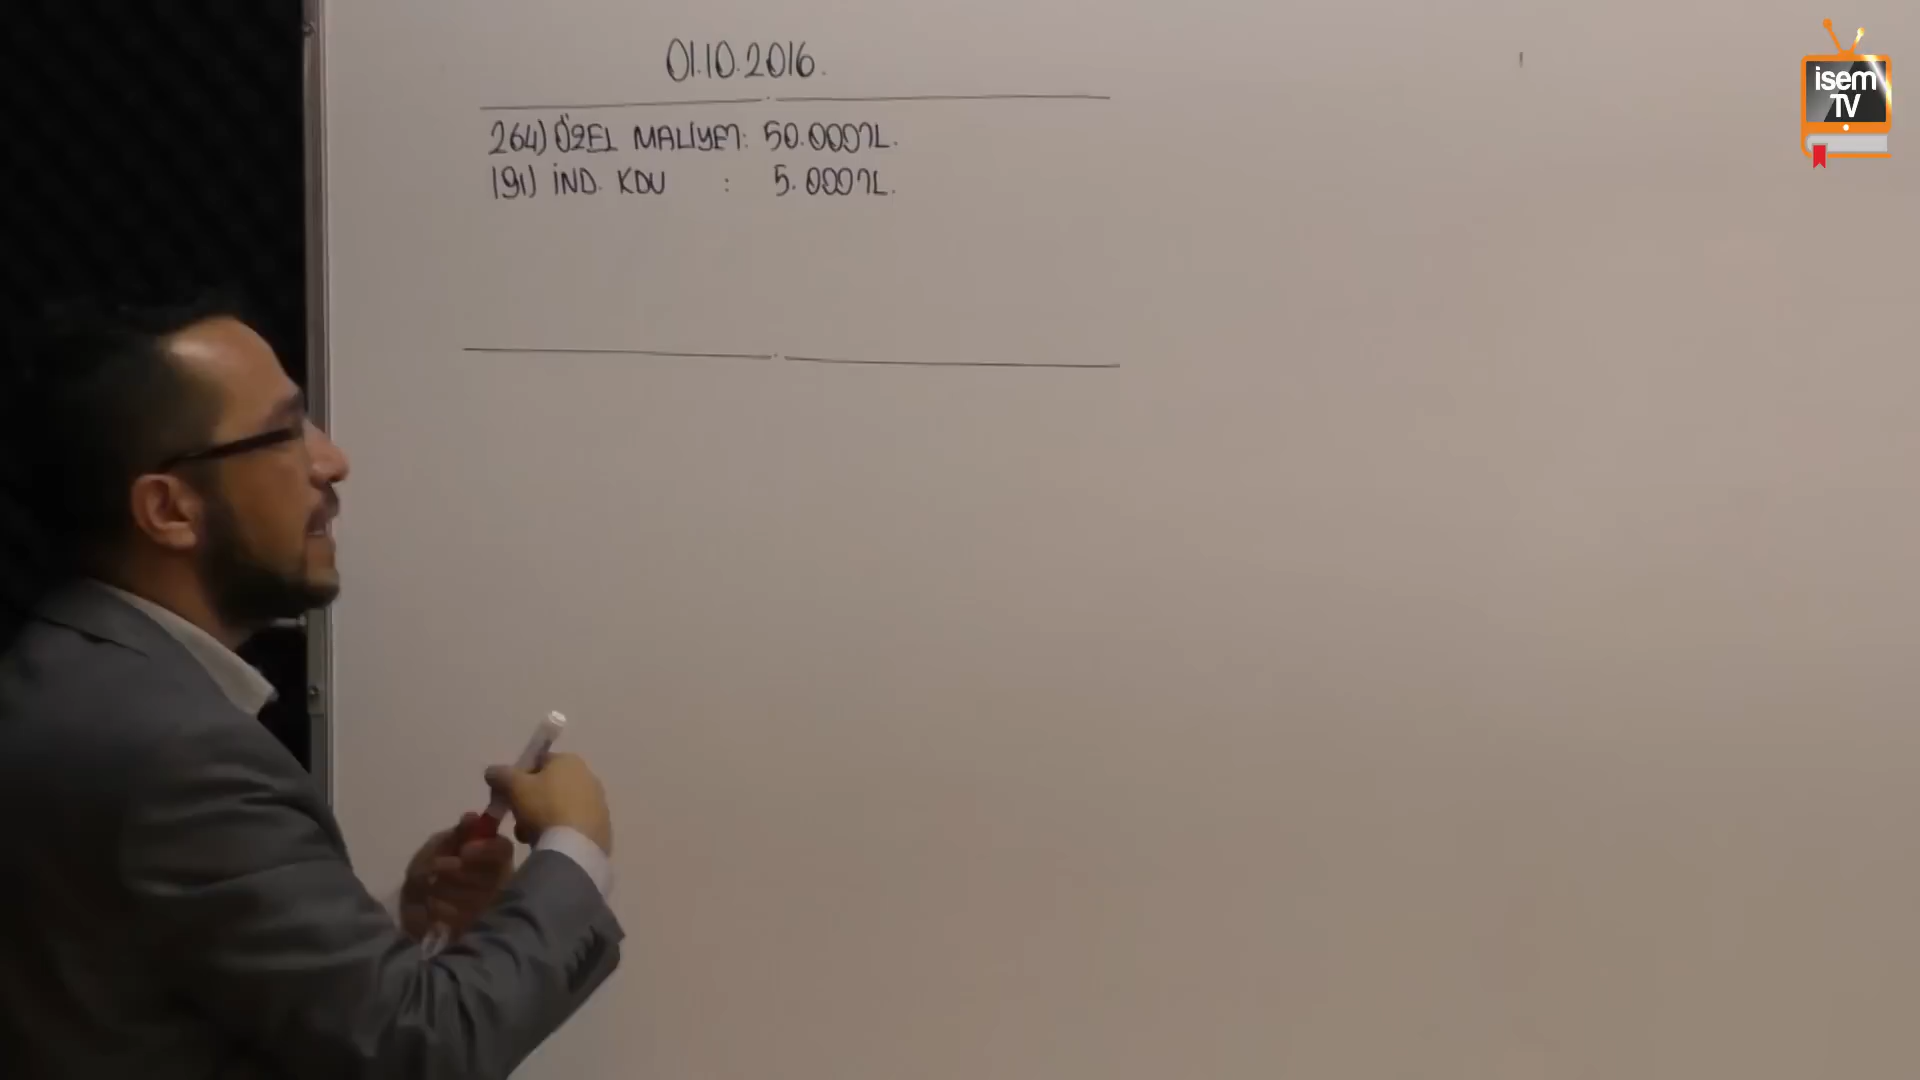 01.10.2016.
264) ÖZEL MALİYET: 50.000TL.
191) İND. KDV : 5.000TL.
isem
TV